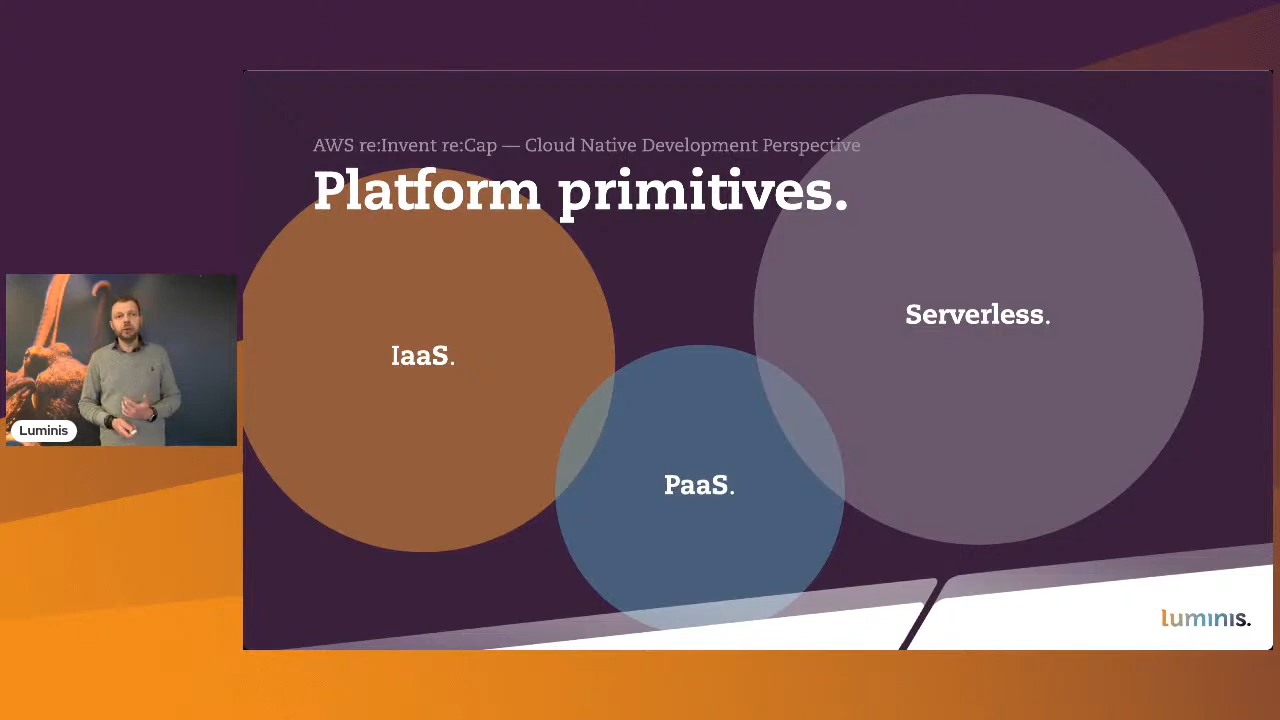 AWS re:Invent re:Cap — Cloud Native Development Perspective
Platform primitives.
IaaS.
Serverless.
PaaS.
Luminis
luminis.